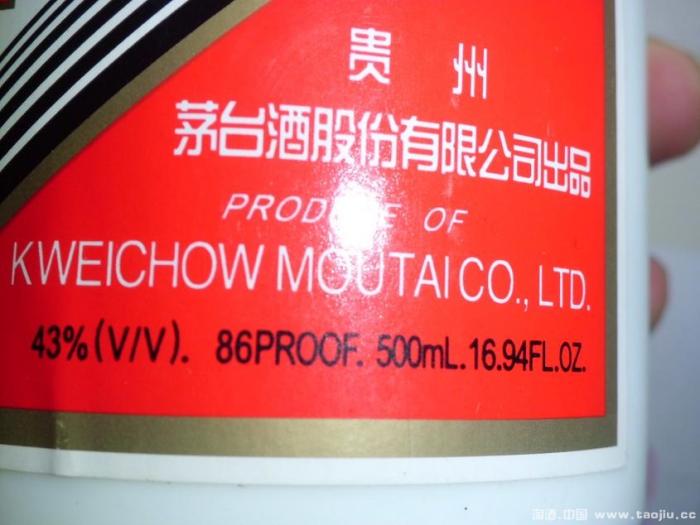 贵州
茅台酒股份有限公司出品
PRODUCE OF
KWEICHOW MOUTAI CO., LTD.
43%(V/V). 86PROOF. 500mL. 16.94FL.OZ.
淘酒.中国 www.taojiu.cc